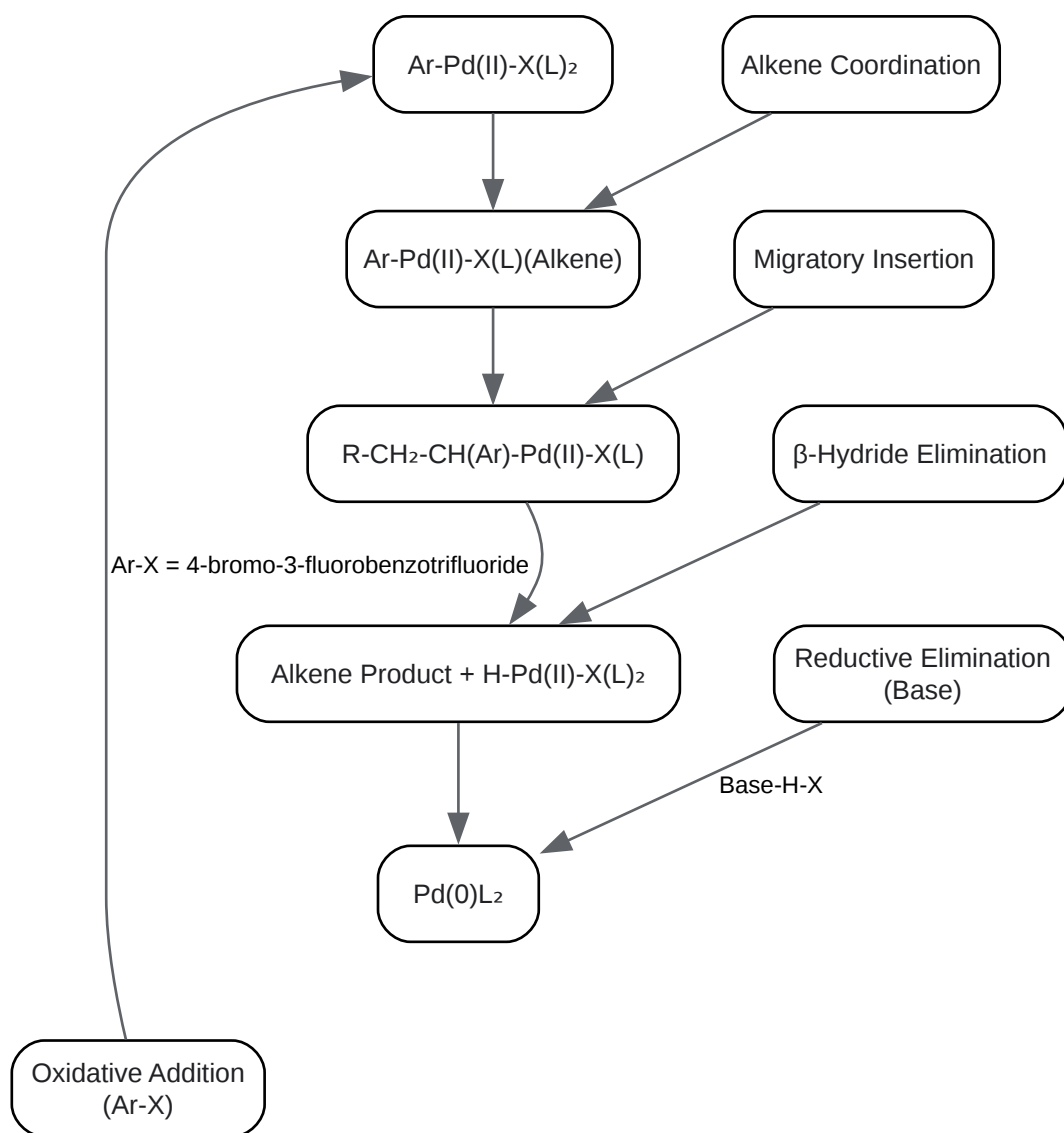 Ar-Pd(II)-X(L)₂
Alkene Coordination
Ar-Pd(II)-X(L)(Alkene)
Migratory Insertion
R-CH₂-CH(Ar)-Pd(II)-X(L)
β-Hydride Elimination
Ar-X = 4-bromo-3-fluorobenzotrifluoride
Alkene Product + H-Pd(II)-X(L)₂
Reductive Elimination
(Base)
Base-H-X
Pd(0)L₂
Oxidative Addition
(Ar-X)